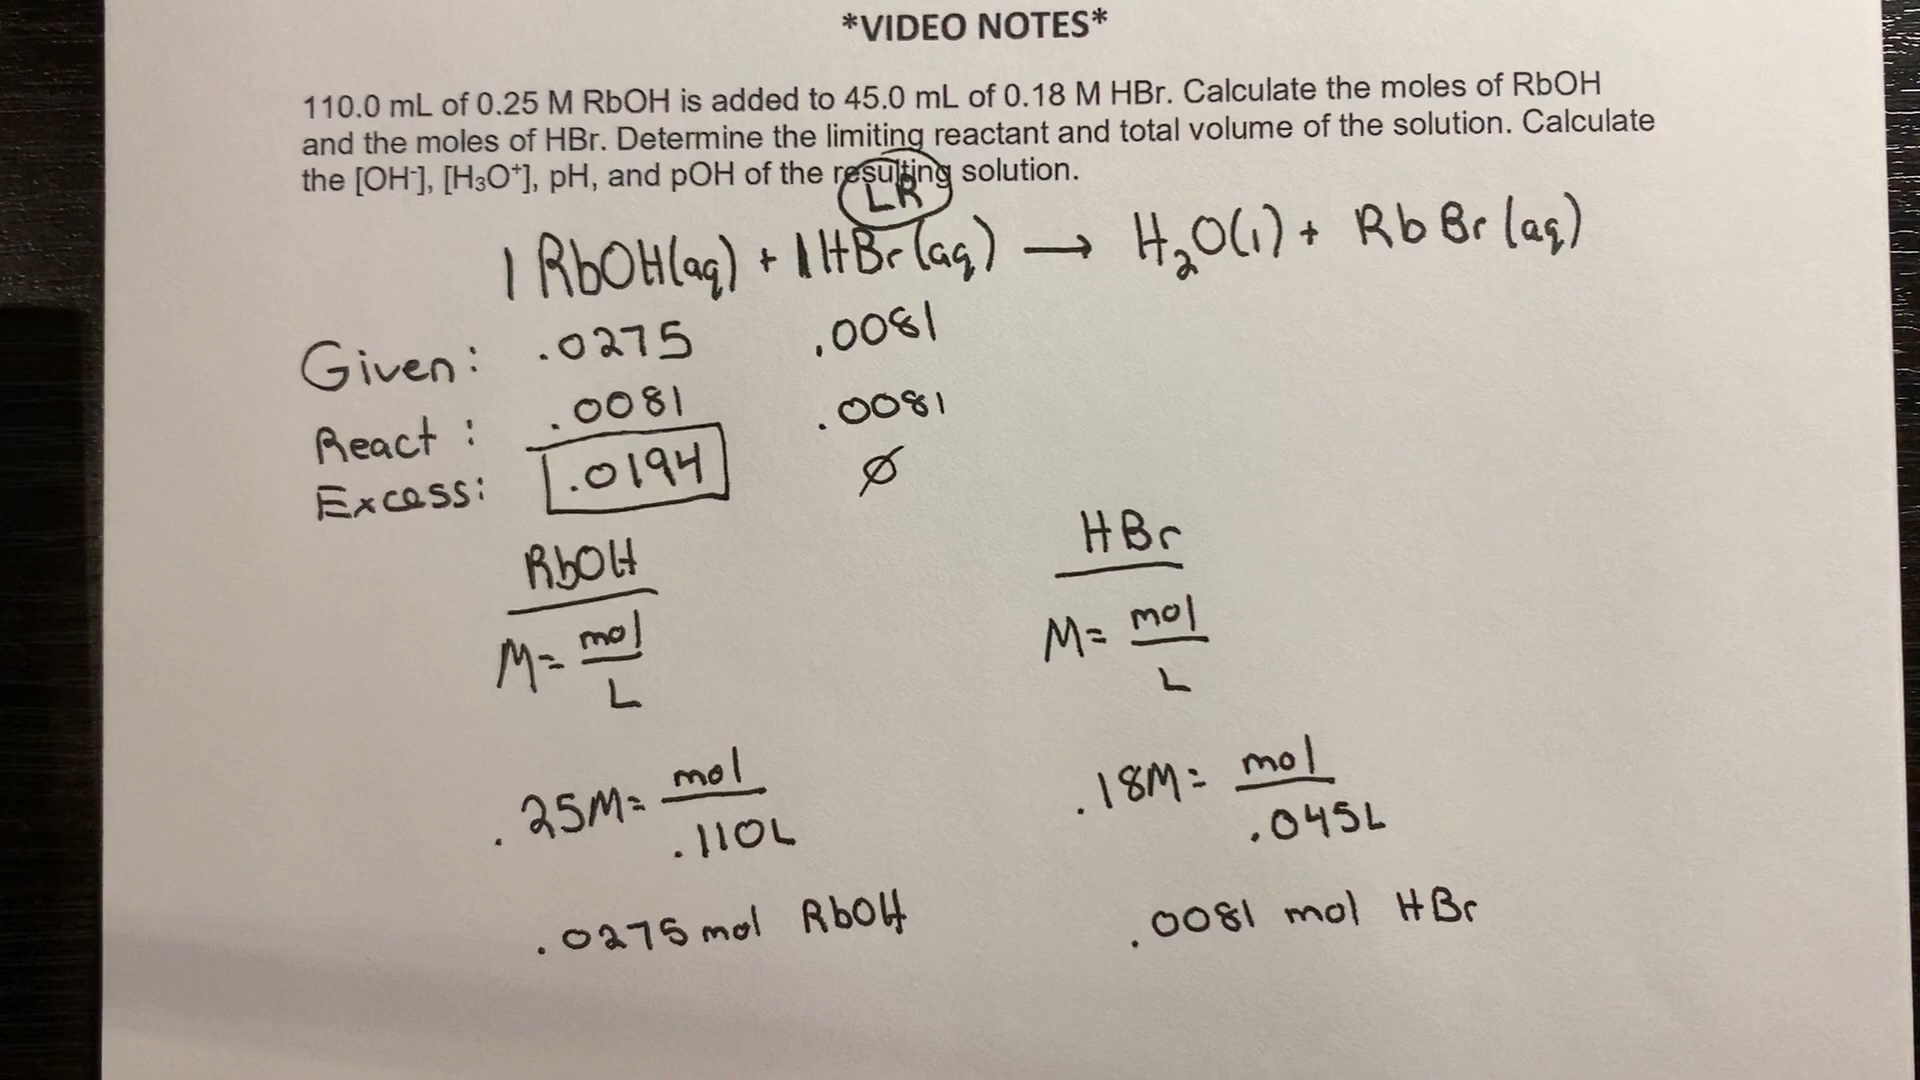 *VIDEO NOTES*
110.0 mL of 0.25 M RbOH is added to 45.0 mL of 0.18 M HBr. Calculate the moles of RbOH
and the moles of HBr. Determine the limiting reactant and total volume of the solution. Calculate
the [OH⁻], [H₃O⁺], pH, and pOH of the resulting solution.
LR
1 RbOH(aq) + 1 HBr(aq) → H₂O(l) + RbBr(aq)
Given: .0275 .0081
React: .0081 .0081
Excess: .0194 ∅
RbOH HBr
M = mol/L M = mol/L
.25M = mol/.110L .18M = mol/.045L
.0275 mol RbOH .0081 mol HBr